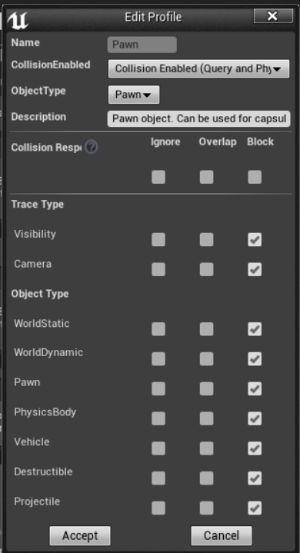 Edit Profile
Name Pawn
CollisionEnabled Collision Enabled (Query and Phy
ObjectType Pawn
Description Pawn object. Can be used for capsul
Collision Resp ? Ignore Overlap Block
Trace Type
Visibility
Camera
Object Type
WorldStatic
WorldDynamic
Pawn
PhysicsBody
Vehicle
Destructible
Projectile
Accept Cancel